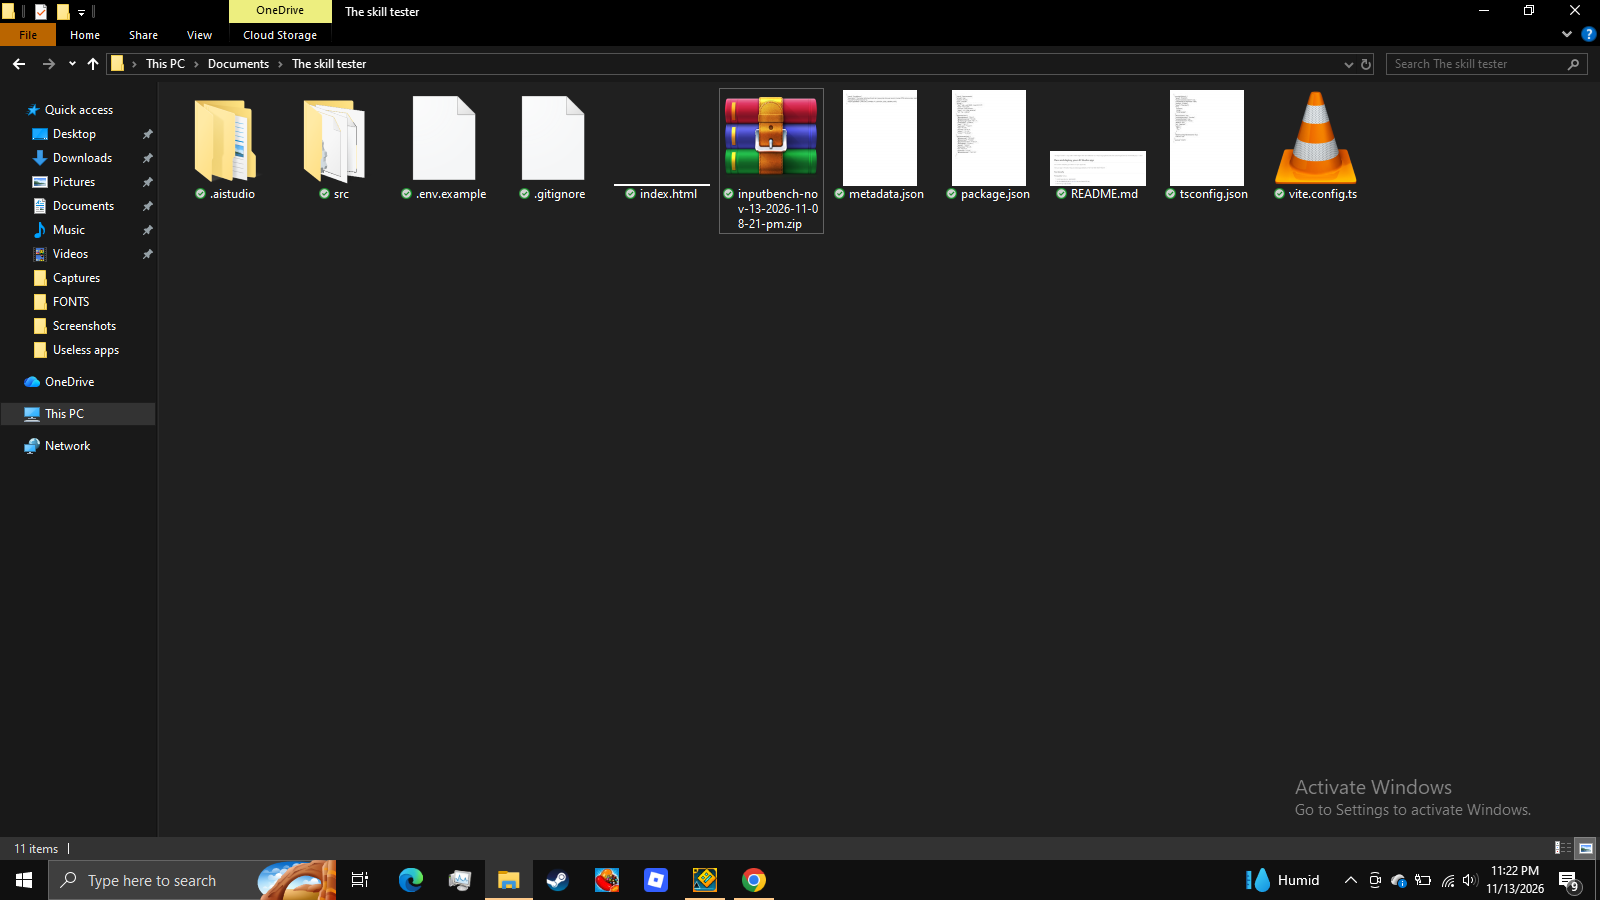 OneDrive
The skill tester
File
Home
Share
View
Cloud Storage
This PC
Documents
The skill tester
Search The skill tester
Quick access
Desktop
Downloads
Pictures
Documents
Music
Videos
Captures
FONTS
Screenshots
Useless apps
OneDrive
This PC
Network
.aistudio
src
.env.example
.gitignore
index.html
inputbench-no
v-13-2026-11-0
8-21-pm.zip
metadata.json
package.json
README.md
tsconfig.json
vite.config.ts
Activate Windows
Go to Settings to activate Windows.
11 items
Type here to search
Humid
11:22 PM
11/13/2026
9